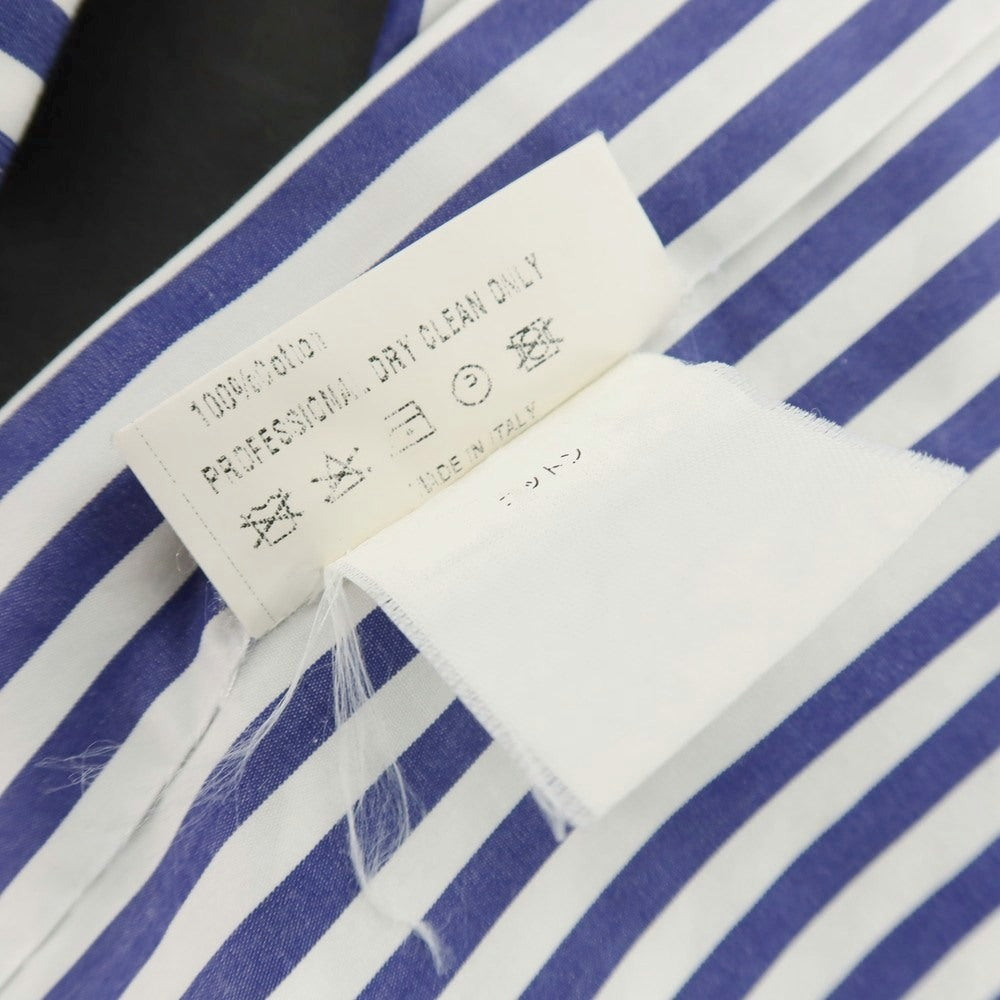 100%Cotton
PROFESSIONAL DRY CLEAN ONLY
MADE IN ITALY
コットン